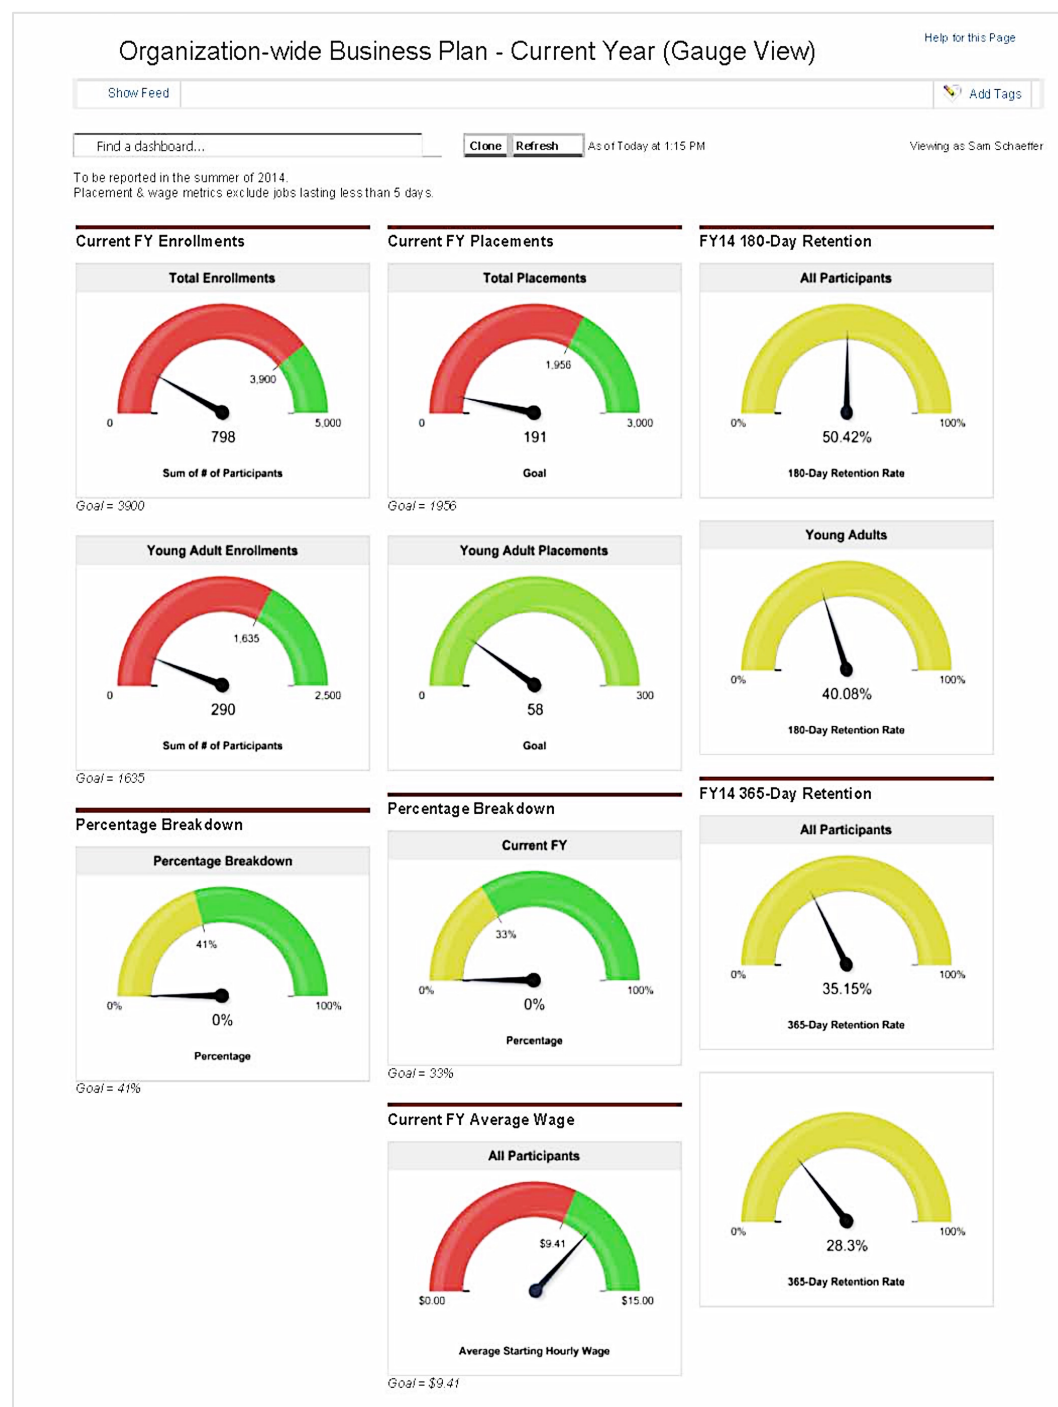 Organization-wide Business Plan - Current Year (Gauge View)
Help for this Page
Show Feed
Add Tags
Find a dashboard...
Clone
Refresh
As of Today at 1:15 PM
Viewing as Sam Schaeffer
To be reported in the summer of 2014.
Placement & wage metrics exclude jobs lasting less than 5 days.
Current FY Enrollments
Total Enrollments
3,900
0
5,000
798
Sum of # of Participants
Goal = 3900
Young Adult Enrollments
1,635
0
2,500
290
Sum of # of Participants
Goal = 1635
Percentage Breakdown
Percentage Breakdown
41%
0%
100%
0%
Percentage
Goal = 41%
Current FY Placements
Total Placements
1,956
0
3,000
191
Goal
Goal = 1956
Young Adult Placements
0
300
58
Goal
Percentage Breakdown
Current FY
33%
0%
100%
0%
Percentage
Goal = 33%
Current FY Average Wage
All Participants
$9.41
$0.00
$15.00
Average Starting Hourly Wage
Goal = $9.41
FY14 180-Day Retention
All Participants
0%
100%
50.42%
180-Day Retention Rate
Young Adults
0%
100%
40.08%
180-Day Retention Rate
FY14 365-Day Retention
All Participants
0%
100%
35.15%
365-Day Retention Rate
0%
100%
28.3%
365-Day Retention Rate